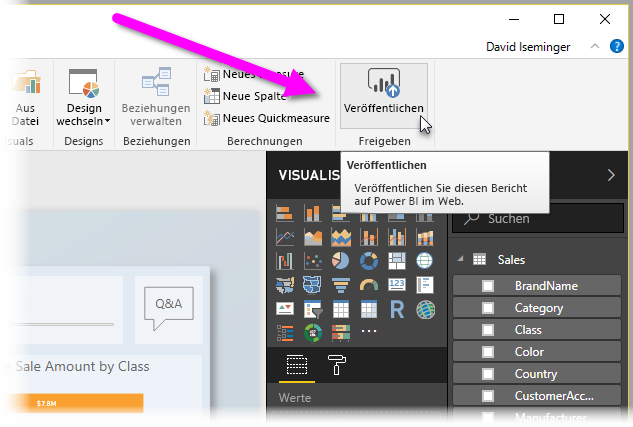 David Iseminger
Aus
Datei
Design
wechseln
Beziehungen
verwalten
Neues
Neue Spalte
Neues Quickmeasure
Veröffentlichen
Designs
Beziehungen
Berechnungen
Freigeben
Veröffentlichen
Veröffentlichen Sie diesen Bericht
auf Power BI im Web.
VISUALIS
Suchen
123
R
Sales
BrandName
Category
Class
Color
Country
CustomerAcc...
Manufacturer
Werte
Q&A
Sale Amount by Class
$7.8M